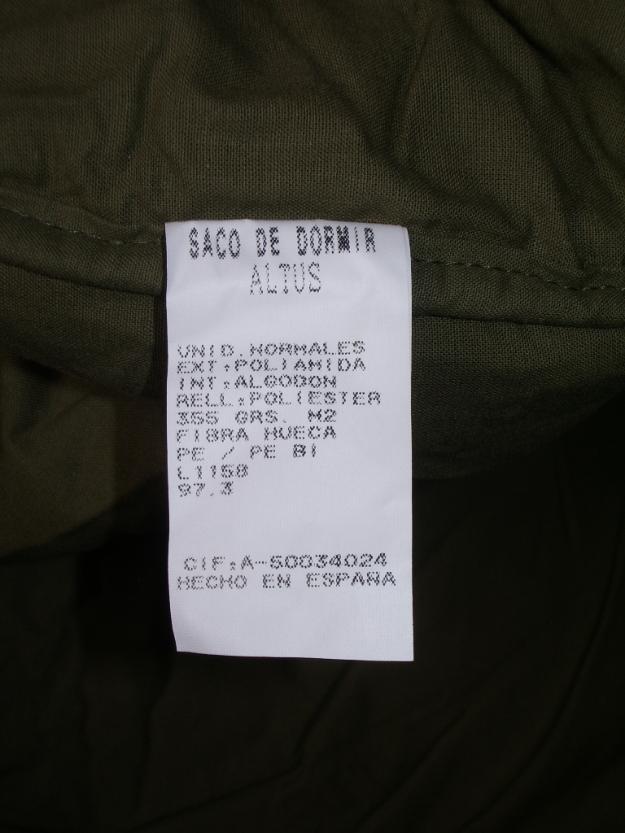 SACO DE DORMIR
ALTUS
UNID.NORMALES
EXT:POLIAMIDA
INT:ALGODON
RELL:POLIESTER
355 GRS. M2
FIBRA HUECA
PE / PE BI
L1158
97.3
CIF:A-50034024
HECHO EN ESPAÑA